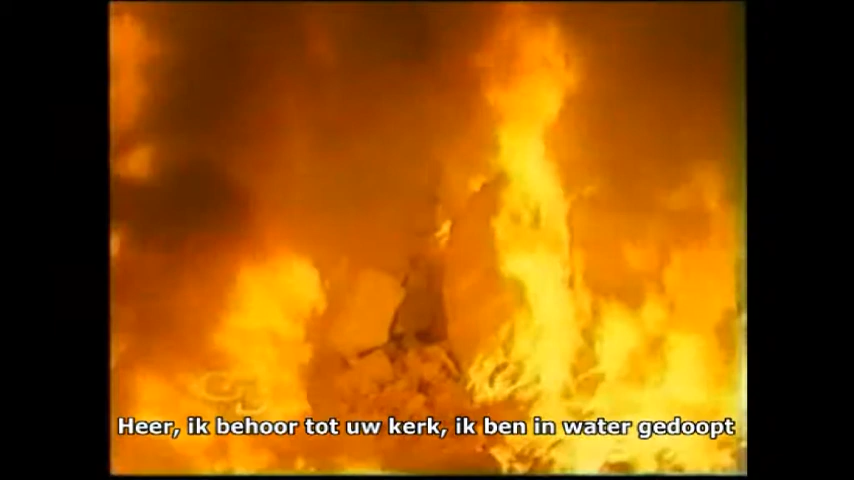 Heer, ik behoor tot uw kerk, ik ben in water gedoopt